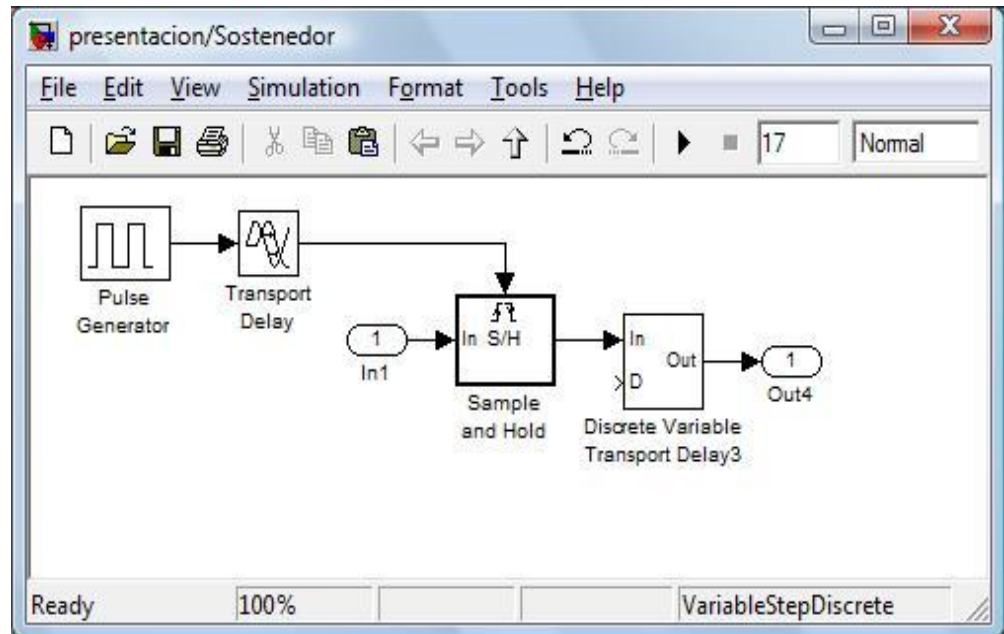 presentacion/Sostenedor
File Edit View Simulation Format Tools Help
17 Normal
Pulse
Generator
Transport
Delay
1
In1
In S/H
Sample
and Hold
In
Out
D
Discrete Variable
Transport Delay3
1
Out4
Ready 100% VariableStepDiscrete